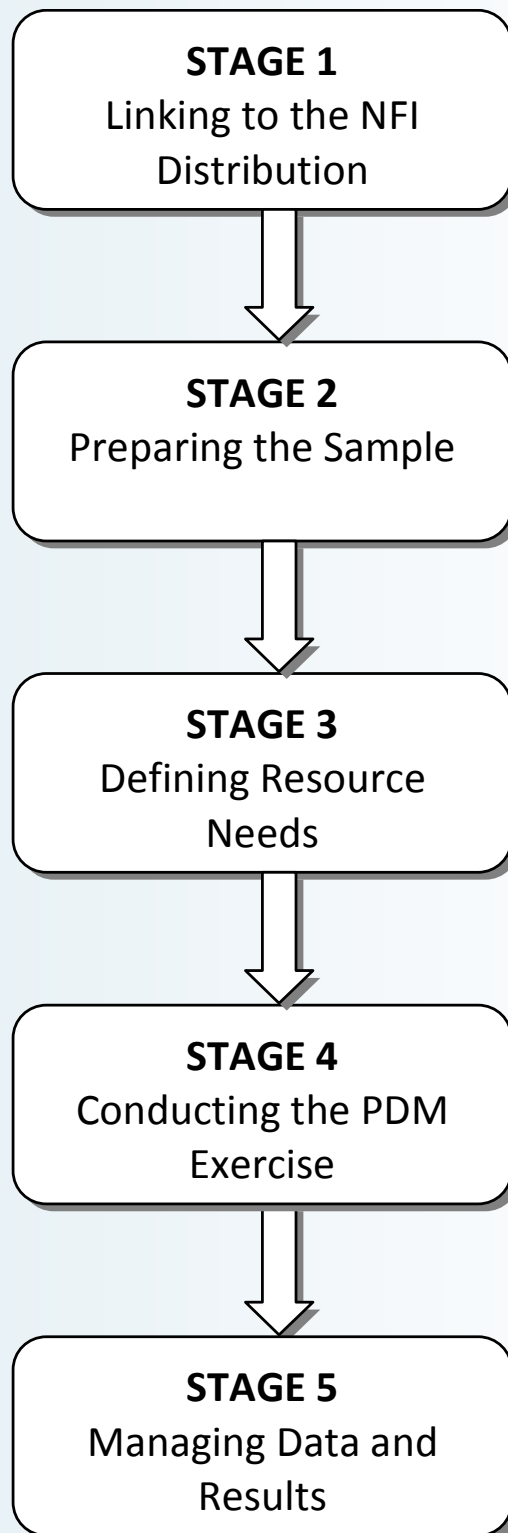 STAGE 1
Linking to the NFI
Distribution
STAGE 2
Preparing the Sample
STAGE 3
Defining Resource
Needs
STAGE 4
Conducting the PDM
Exercise
STAGE 5
Managing Data and
Results